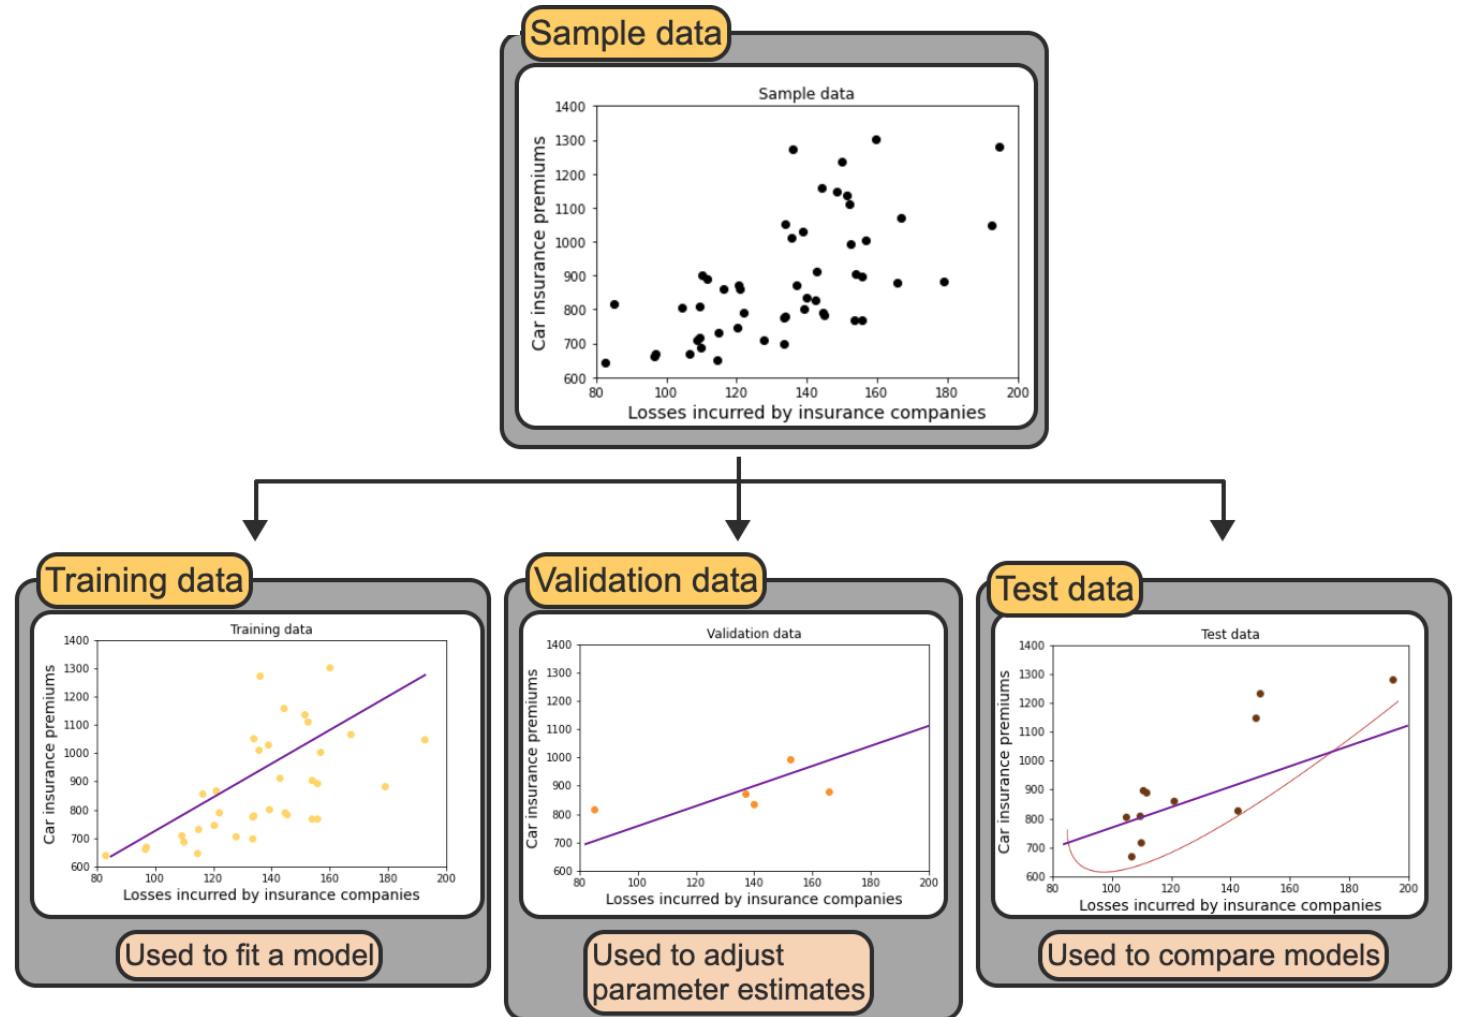 Sample data
Sample data
Car insurance premiums
1400
1300
1200
1100
1000
900
800
700
600
80 100 120 140 160 180 200
Losses incurred by insurance companies
Training data
Training data
Car insurance premiums
1400
1300
1200
1100
1000
900
800
700
600
80 100 120 140 160 180 200
Losses incurred by insurance companies
Used to fit a model
Validation data
Validation data
Car insurance premiums
1400
1300
1200
1100
1000
900
800
700
600
80 100 120 140 160 180 200
Losses incurred by insurance companies
Used to adjust
parameter estimates
Test data
Test data
Car insurance premiums
1400
1300
1200
1100
1000
900
800
700
600
80 100 120 140 160 180 200
Losses incurred by insurance companies
Used to compare models